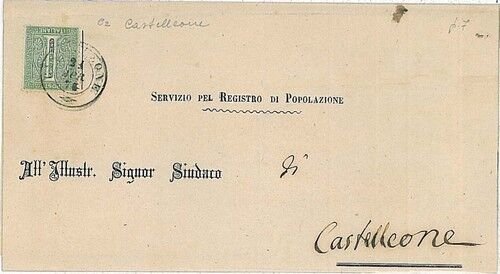 Castelleone
SERVIZIO PEL REGISTRO DI POPOLAZIONE
All' Illustr. Signor Sindaco di
Castelleone